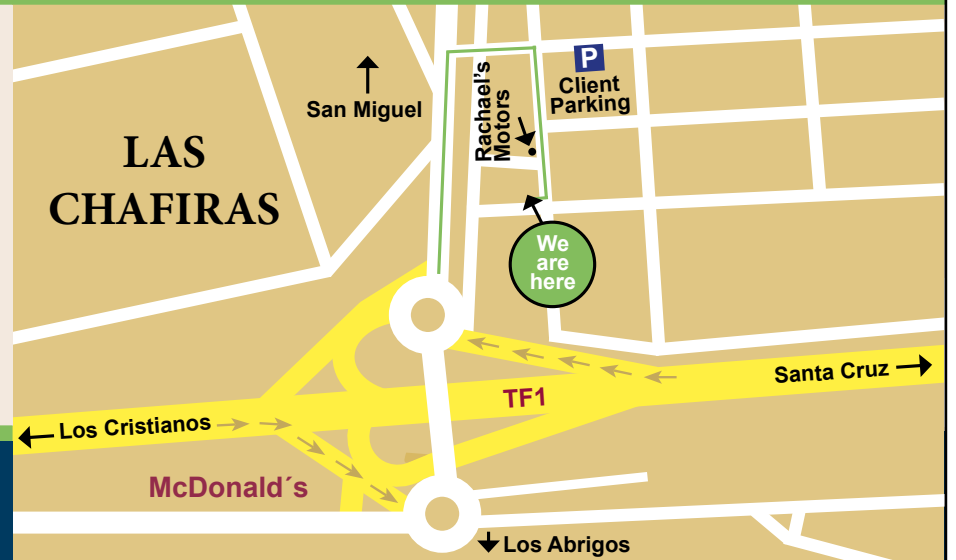 P
Client
Parking
San Miguel
Rachael's
Motors
LAS
CHAFIRAS
We
are
here
Santa Cruz
TF1
Los Cristianos
McDonald´s
Los Abrigos